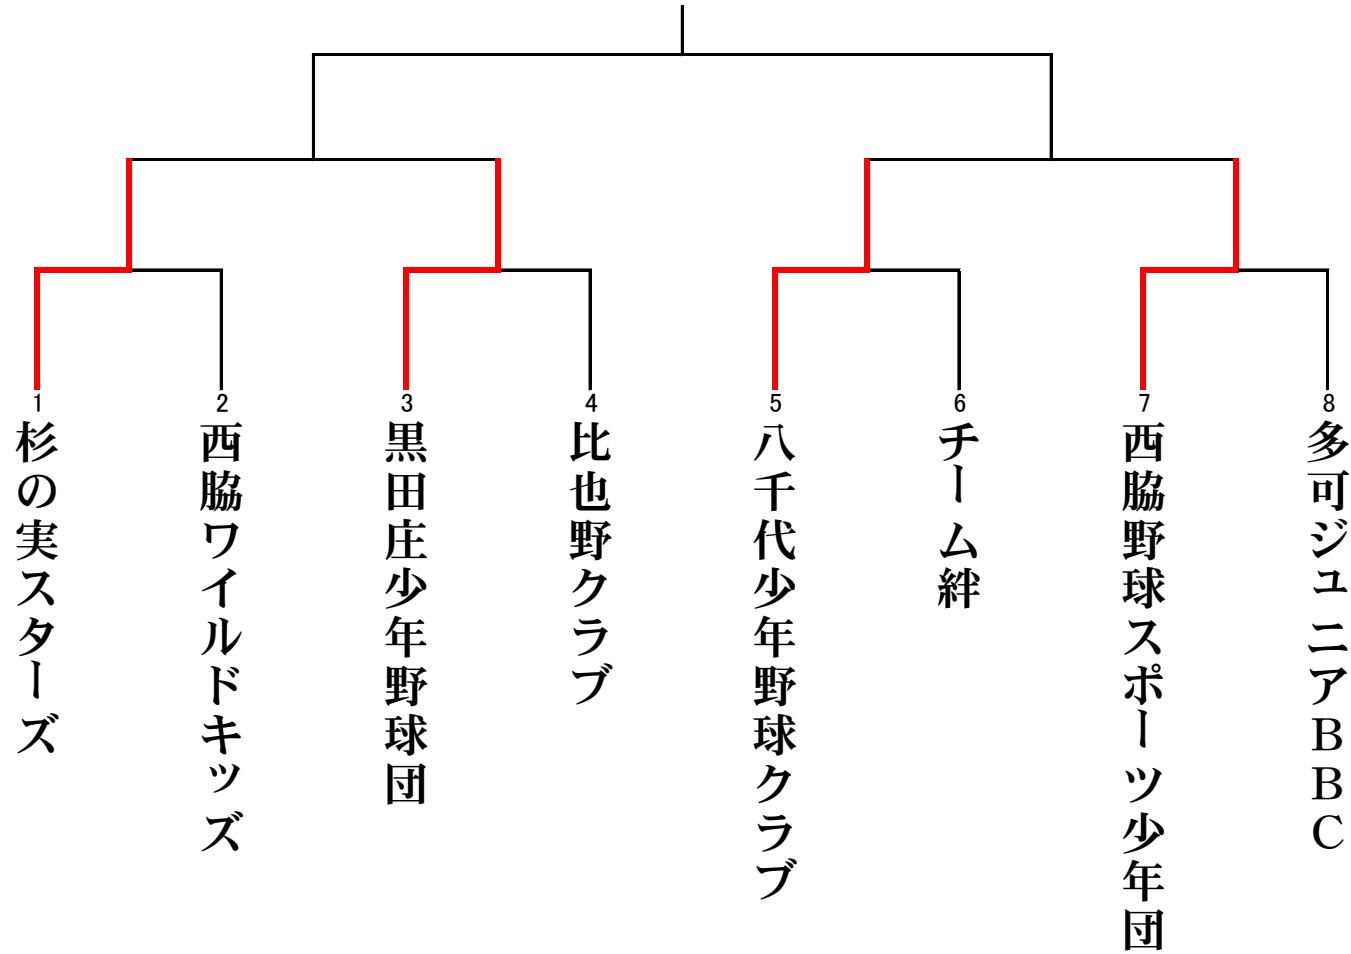 1
杉の実スターズ
2
西脇ワイルドキッズ
3
黒田庄少年野球団
4
比也野クラブ
5
八千代少年野球クラブ
6
チーム絆
7
西脇野球スポーツ少年団
8
多可ジュニアＢＢＣ